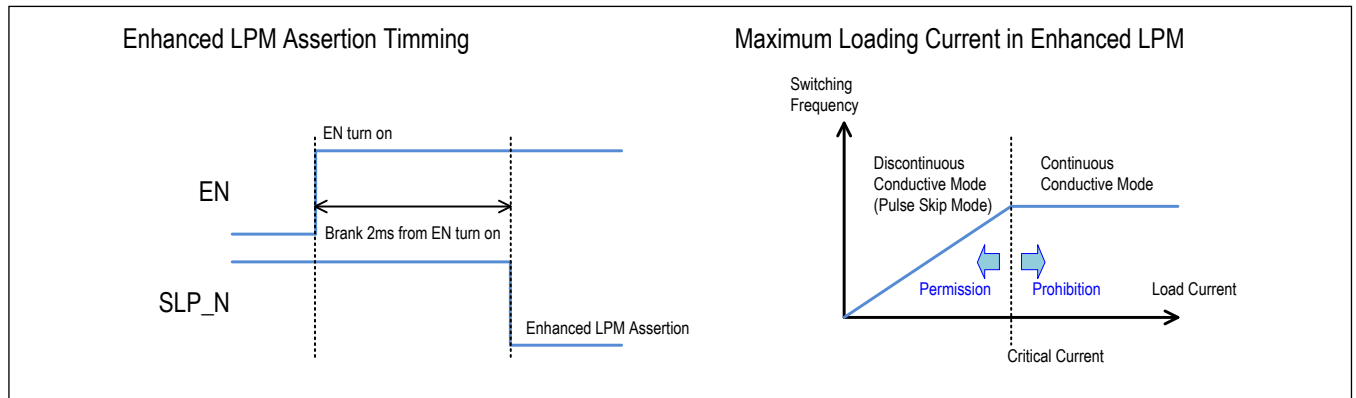 Enhanced LPM Assertion Timming
EN turn on
EN
Brank 2ms from EN turn on
SLP_N
Enhanced LPM Assertion
Maximum Loading Current in Enhanced LPM
Switching
Frequency
Discontinuous
Conductive Mode
(Pulse Skip Mode)
Continuous
Conductive Mode
Permission
Prohibition
Load Current
Critical Current